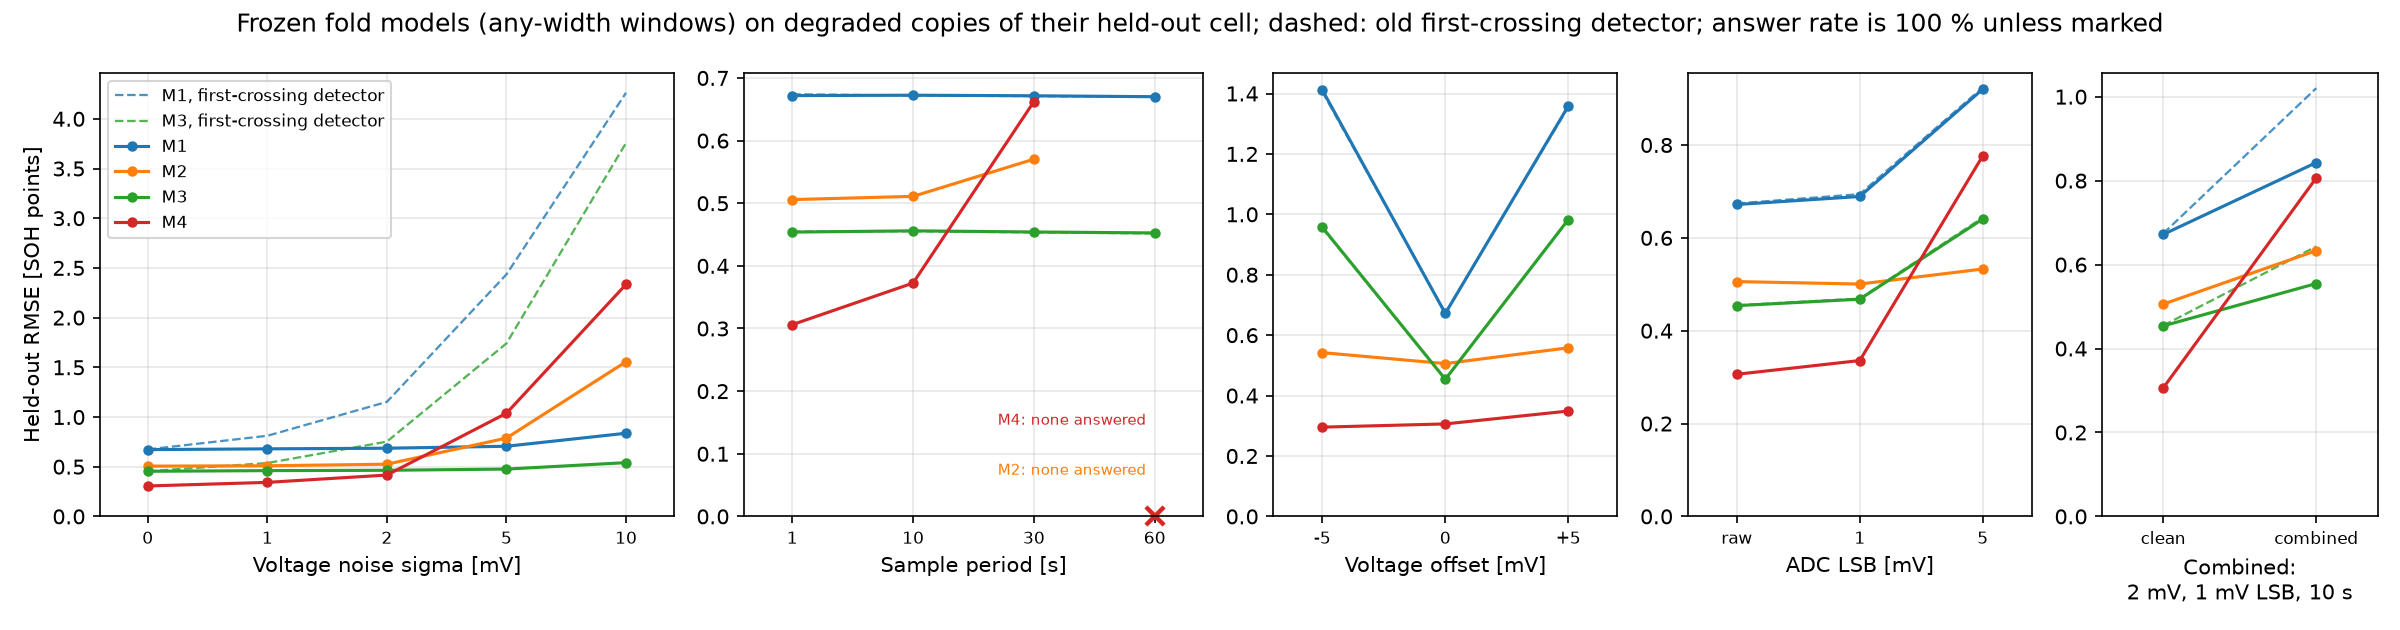 Frozen fold models (any-width windows) on degraded copies of their held-out cell; dashed: old first-crossing detector; answer rate is 100 % unless marked
Held-out RMSE [SOH points]
4.0
3.5
3.0
2.5
2.0
1.5
1.0
0.5
0.0
M1, first-crossing detector
M3, first-crossing detector
M1
M2
M3
M4
0 1 2 5 10
Voltage noise sigma [mV]
0.7
0.6
0.5
0.4
0.3
0.2
0.1
0.0
M4: none answered
M2: none answered
1 10 30 60
Sample period [s]
1.4
1.2
1.0
0.8
0.6
0.4
0.2
0.0
-5 0 +5
Voltage offset [mV]
0.8
0.6
0.4
0.2
0.0
raw 1 5
ADC LSB [mV]
1.0
0.8
0.6
0.4
0.2
0.0
clean combined
Combined:
2 mV, 1 mV LSB, 10 s